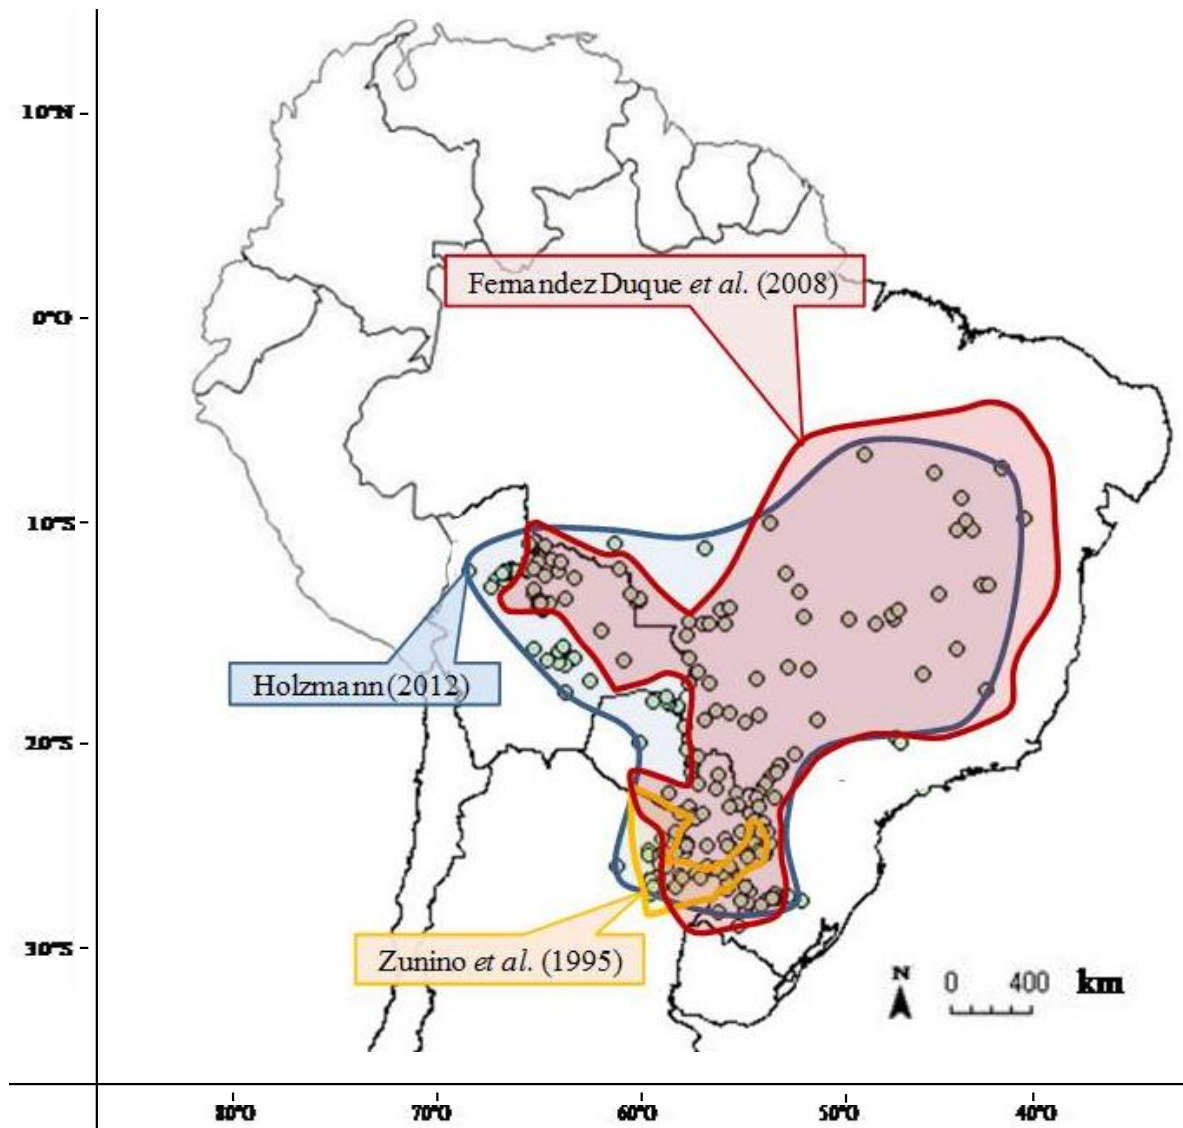 10°N
Fernandez Duque et al. (2008)
0°O
10°S
Holzmann (2012)
20°S
Zunino et al. (1995)
30°S
N
0 400 km
80°O 70°O 60°O 50°O 40°O